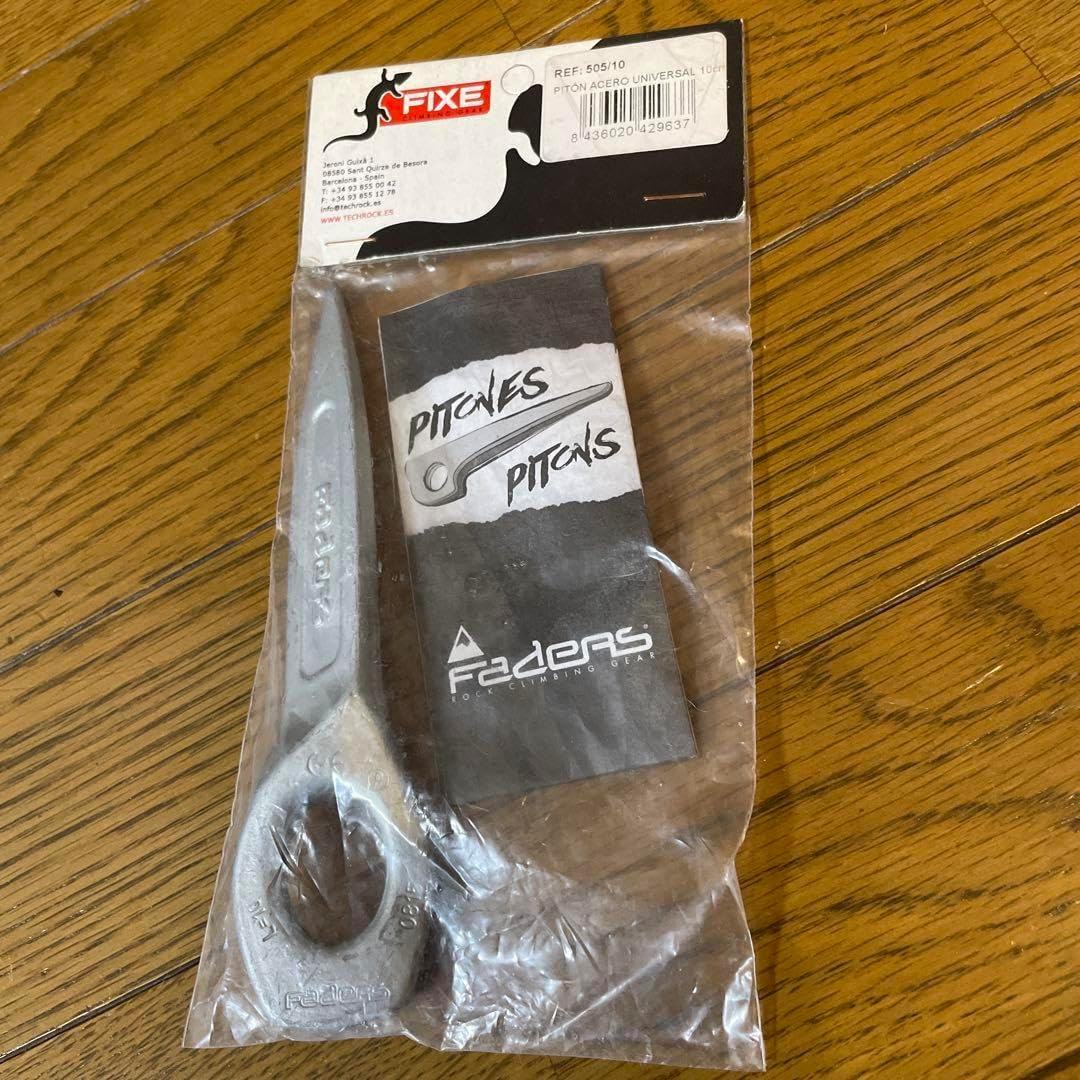 FIXE
CLIMBING GEAR
Jeroni Guixà 1
08580 Sant Quirze de Besora
Barcelona - Spain
T: +34 93 855 00 42
F: +34 93 855 12 78
info@techrock.es
WWW.TECHROCK.ES
REF: 505/10
PITÓN ACERO UNIVERSAL 10cm
8 436020 429637
PITONES
PITONS
Faders
ROCK CLIMBING GEAR
Faders
CE
Faders